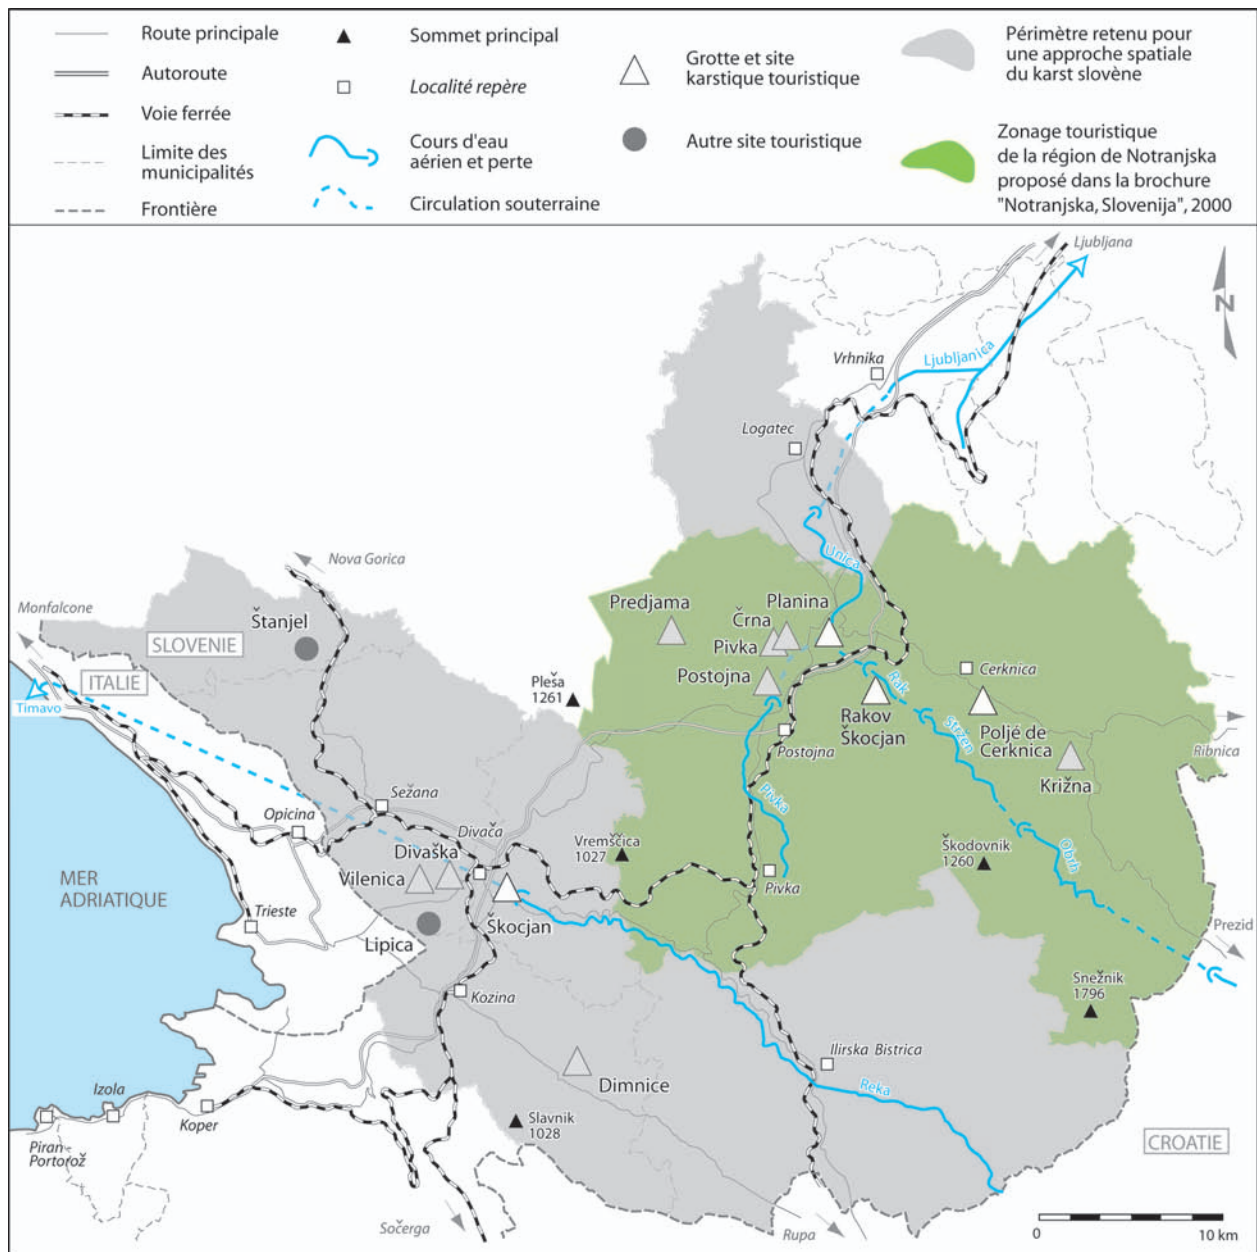 Route principale
Autoroute
Voie ferrée
Limite des
municipalités
Frontière
Sommet principal
Localité repère
Cours d'eau
aérien et perte
Circulation souterraine
Grotte et site
karstique touristique
Autre site touristique
Périmètre retenu pour
une approche spatiale
du karst slovène
Zonage touristique
de la région de Notranjska
proposé dans la brochure
"Notranjska, Slovenija", 2000
Ljubljana
N
Vrhnika
Ljubljanica
Logatec
Unica
Nova Gorica
Monfalcone
SLOVENIE
Štanjel
ITALIE
Timavo
Predjama
Črna
Planina
Pivka
Postojna
Pleša
1261
Cerknica
Rak
Rakov
Škocjan
Poljé de
Cerknica
Stržen
Ribnica
Postojna
Križna
Pivka
Sežana
Opicina
Divača
Divaška
Vilenica
Vremščica
1027
Škodovnik
1260
Obrh
Pivka
MER
ADRIATIQUE
Trieste
Škocjan
Lipica
Prezid
Kozina
Snežnik
1796
Ilirska Bistrica
Dimnice
Reka
Izola
Koper
Piran
Portorož
Slavnik
1028
CROATIE
Sočerga
Rupa
0
10 km